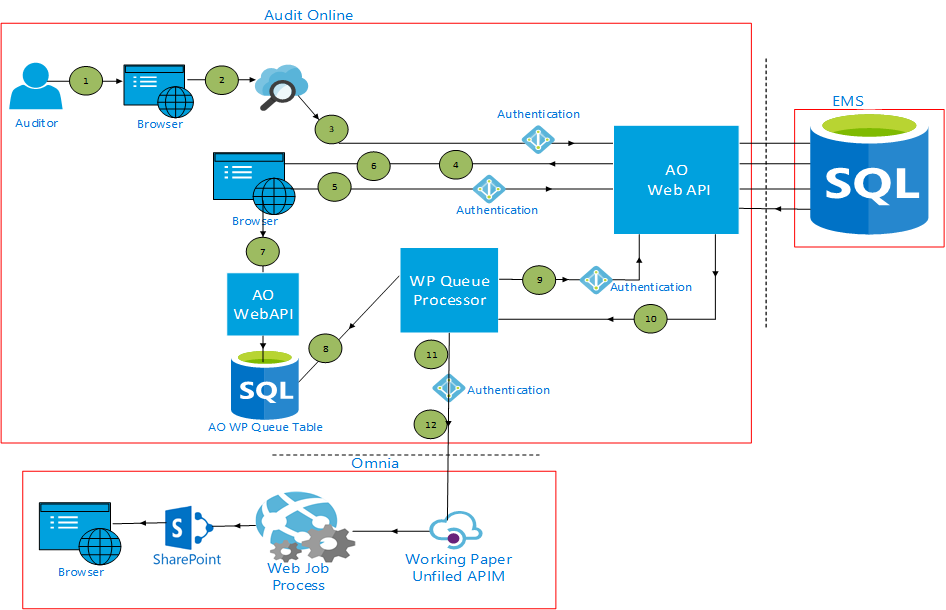 Audit Online
EMS
1
2
Auditor
Browser
3
Authentication
6
4
AO
Web API
SQL
5
Authentication
Browser
7
WP Queue
Processor
9
Authentication
AO
WebAPI
10
8
11
SQL
Authentication
AO WP Queue Table
12
Omnia
S
SharePoint
Browser
Web Job
Process
Working Paper
Unfiled APIM